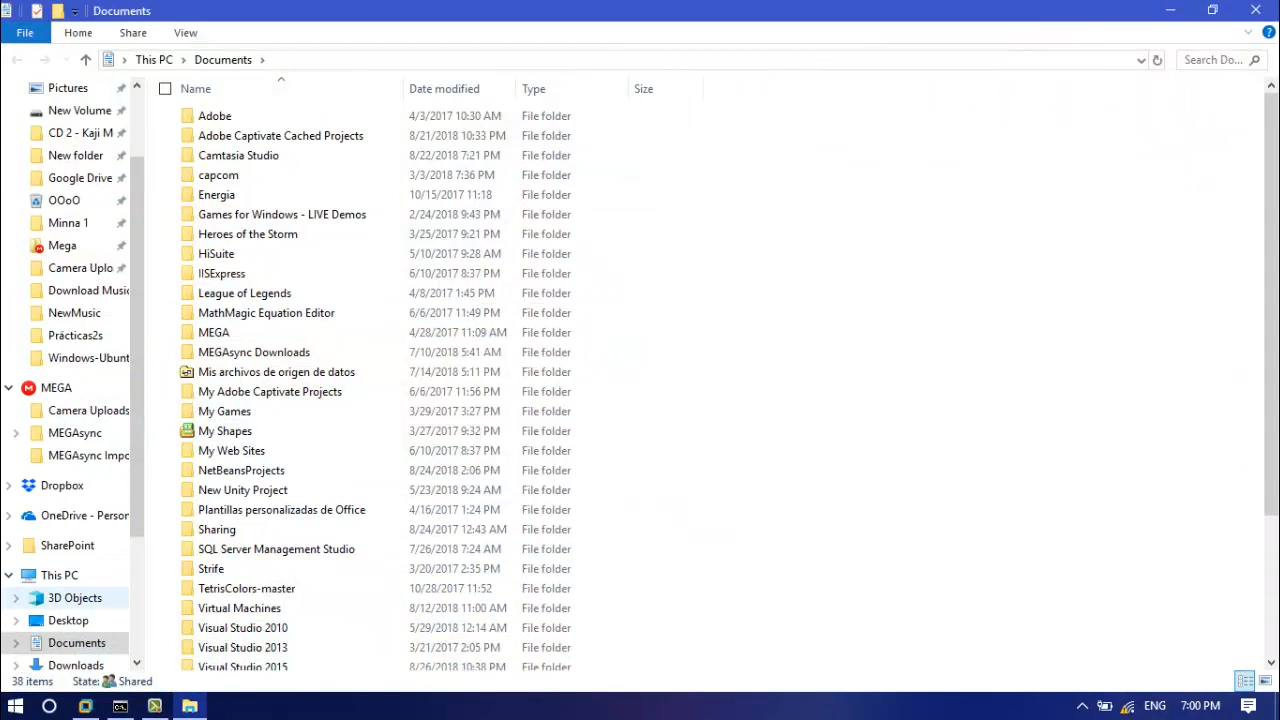 Documents
File Home Share View
This PC Documents
Search Do...
Name Date modified Type Size
Pictures
New Volume
CD 2 - Kaji M
New folder
Google Drive
OOoO
Minna 1
Mega
Camera Uplo
Download Music
NewMusic
Prácticas2s
Windows-Ubunt
MEGA
Camera Uploads
MEGAsync
MEGAsync Impo
Dropbox
OneDrive - Person
SharePoint
This PC
3D Objects
Desktop
Documents
Downloads
Adobe 4/3/2017 10:30 AM File folder
Adobe Captivate Cached Projects 8/21/2018 10:33 PM File folder
Camtasia Studio 8/22/2018 7:21 PM File folder
capcom 3/3/2018 7:36 PM File folder
Energia 10/15/2017 11:18 File folder
Games for Windows - LIVE Demos 2/24/2018 9:43 PM File folder
Heroes of the Storm 3/25/2017 9:21 PM File folder
HiSuite 5/10/2017 9:28 AM File folder
IISExpress 6/10/2017 8:37 PM File folder
League of Legends 4/8/2017 1:45 PM File folder
MathMagic Equation Editor 6/6/2017 11:49 PM File folder
MEGA 4/28/2017 11:09 AM File folder
MEGAsync Downloads 7/10/2018 5:41 AM File folder
Mis archivos de origen de datos 7/14/2018 5:11 PM File folder
My Adobe Captivate Projects 6/6/2017 11:56 PM File folder
My Games 3/29/2017 3:27 PM File folder
My Shapes 3/27/2017 9:32 PM File folder
My Web Sites 6/10/2017 8:37 PM File folder
NetBeansProjects 8/24/2018 2:06 PM File folder
New Unity Project 5/23/2018 9:24 AM File folder
Plantillas personalizadas de Office 4/16/2017 1:24 PM File folder
Sharing 8/24/2017 12:43 AM File folder
SQL Server Management Studio 7/26/2018 7:24 AM File folder
Strife 3/20/2017 2:35 PM File folder
TetrisColors-master 10/28/2017 11:52 File folder
Virtual Machines 8/12/2018 11:00 AM File folder
Visual Studio 2010 5/29/2018 12:14 AM File folder
Visual Studio 2013 3/21/2017 2:05 PM File folder
Visual Studio 2015 8/26/2018 10:38 PM File folder
38 items State: Shared
ENG 7:00 PM